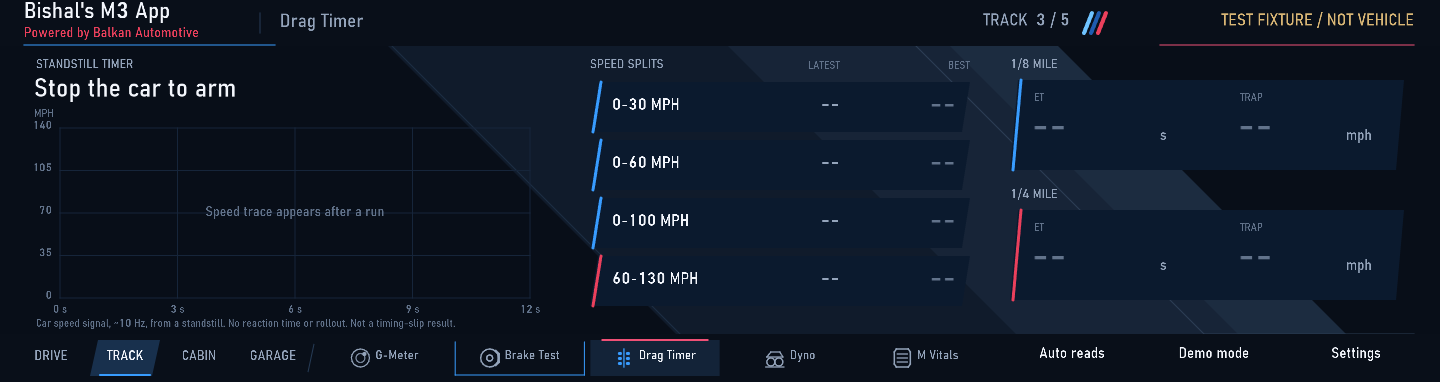 Bishal's M3 App
Powered by Balkan Automotive
Drag Timer
TRACK 3 / 5
TEST FIXTURE / NOT VEHICLE
STANDSTILL TIMER
Stop the car to arm
MPH
140
105
70
35
0
Speed trace appears after a run
0 s 3 s 6 s 9 s 12 s
Car speed signal, ~10 Hz, from a standstill. No reaction time or rollout. Not a timing-slip result.
SPEED SPLITS LATEST BEST
0-30 MPH -- --
0-60 MPH -- --
0-100 MPH -- --
60-130 MPH -- --
1/8 MILE
ET TRAP
-- s -- mph
1/4 MILE
ET TRAP
-- s -- mph
DRIVE TRACK CABIN GARAGE G-Meter Brake Test Drag Timer Dyno M Vitals Auto reads Demo mode Settings